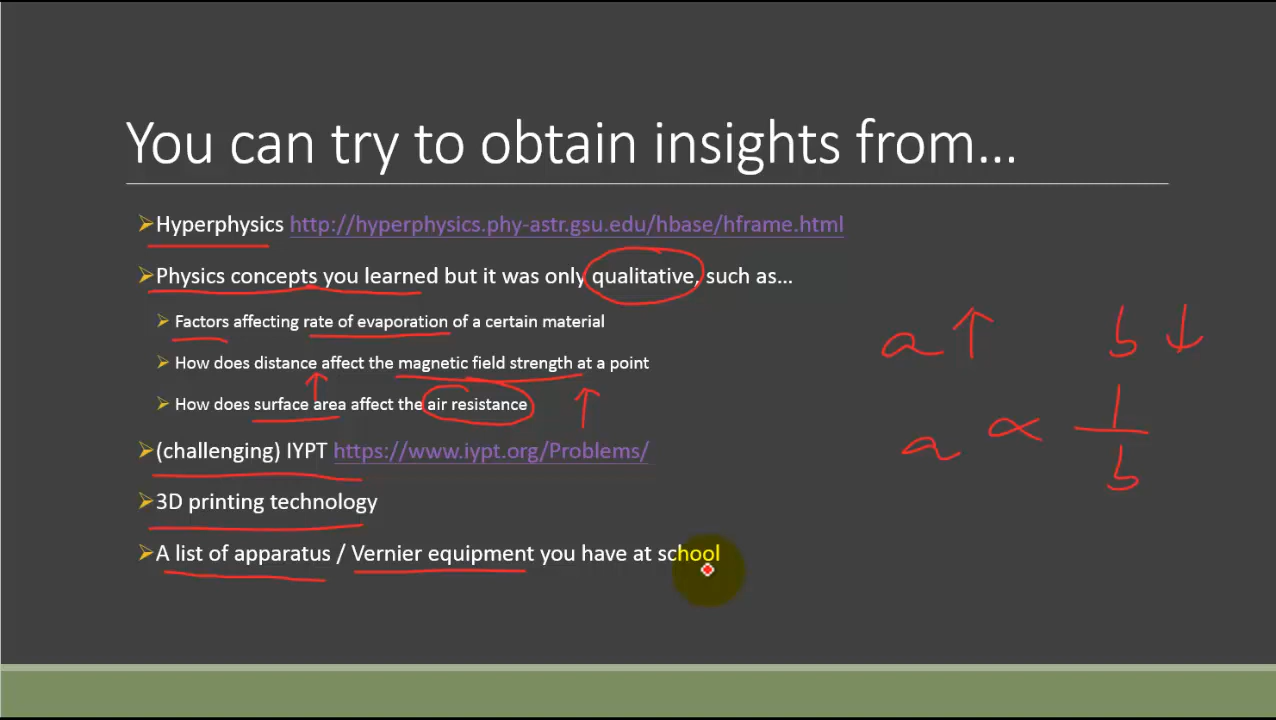 You can try to obtain insights from...
Hyperphysics http://hyperphysics.phy-astr.gsu.edu/hbase/hframe.html
Physics concepts you learned but it was only qualitative, such as...
Factors affecting rate of evaporation of a certain material
How does distance affect the magnetic field strength at a point
How does surface area affect the air resistance
(challenging) IYPT https://www.iypt.org/Problems/
3D printing technology
A list of apparatus / Vernier equipment you have at school
a ↑ b ↓
a ∝ 1/b